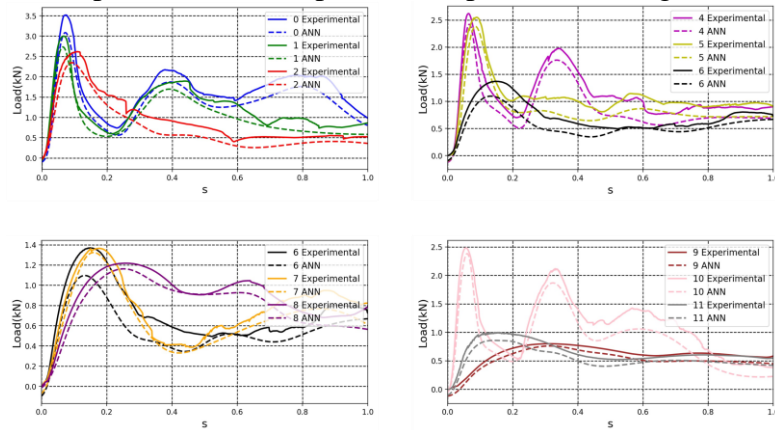 3.5
3.0
2.5
2.0
1.5
1.0
0.5
0.0
Load(kN)
0 Experimental
0 ANN
1 Experimental
1 ANN
2 Experimental
2 ANN
0.0 0.2 0.4 0.6 0.8 1.0
s
2.5
2.0
1.5
1.0
0.5
0.0
Load(kN)
4 Experimental
4 ANN
5 Experimental
5 ANN
6 Experimental
6 ANN
0.0 0.2 0.4 0.6 0.8 1.0
s
1.4
1.2
1.0
0.8
0.6
0.4
0.2
0.0
Load(kN)
6 Experimental
6 ANN
7 Experimental
7 ANN
8 Experimental
8 ANN
0.0 0.2 0.4 0.6 0.8 1.0
s
2.5
2.0
1.5
1.0
0.5
0.0
Load(kN)
9 Experimental
9 ANN
10 Experimental
10 ANN
11 Experimental
11 ANN
0.0 0.2 0.4 0.6 0.8 1.0
s